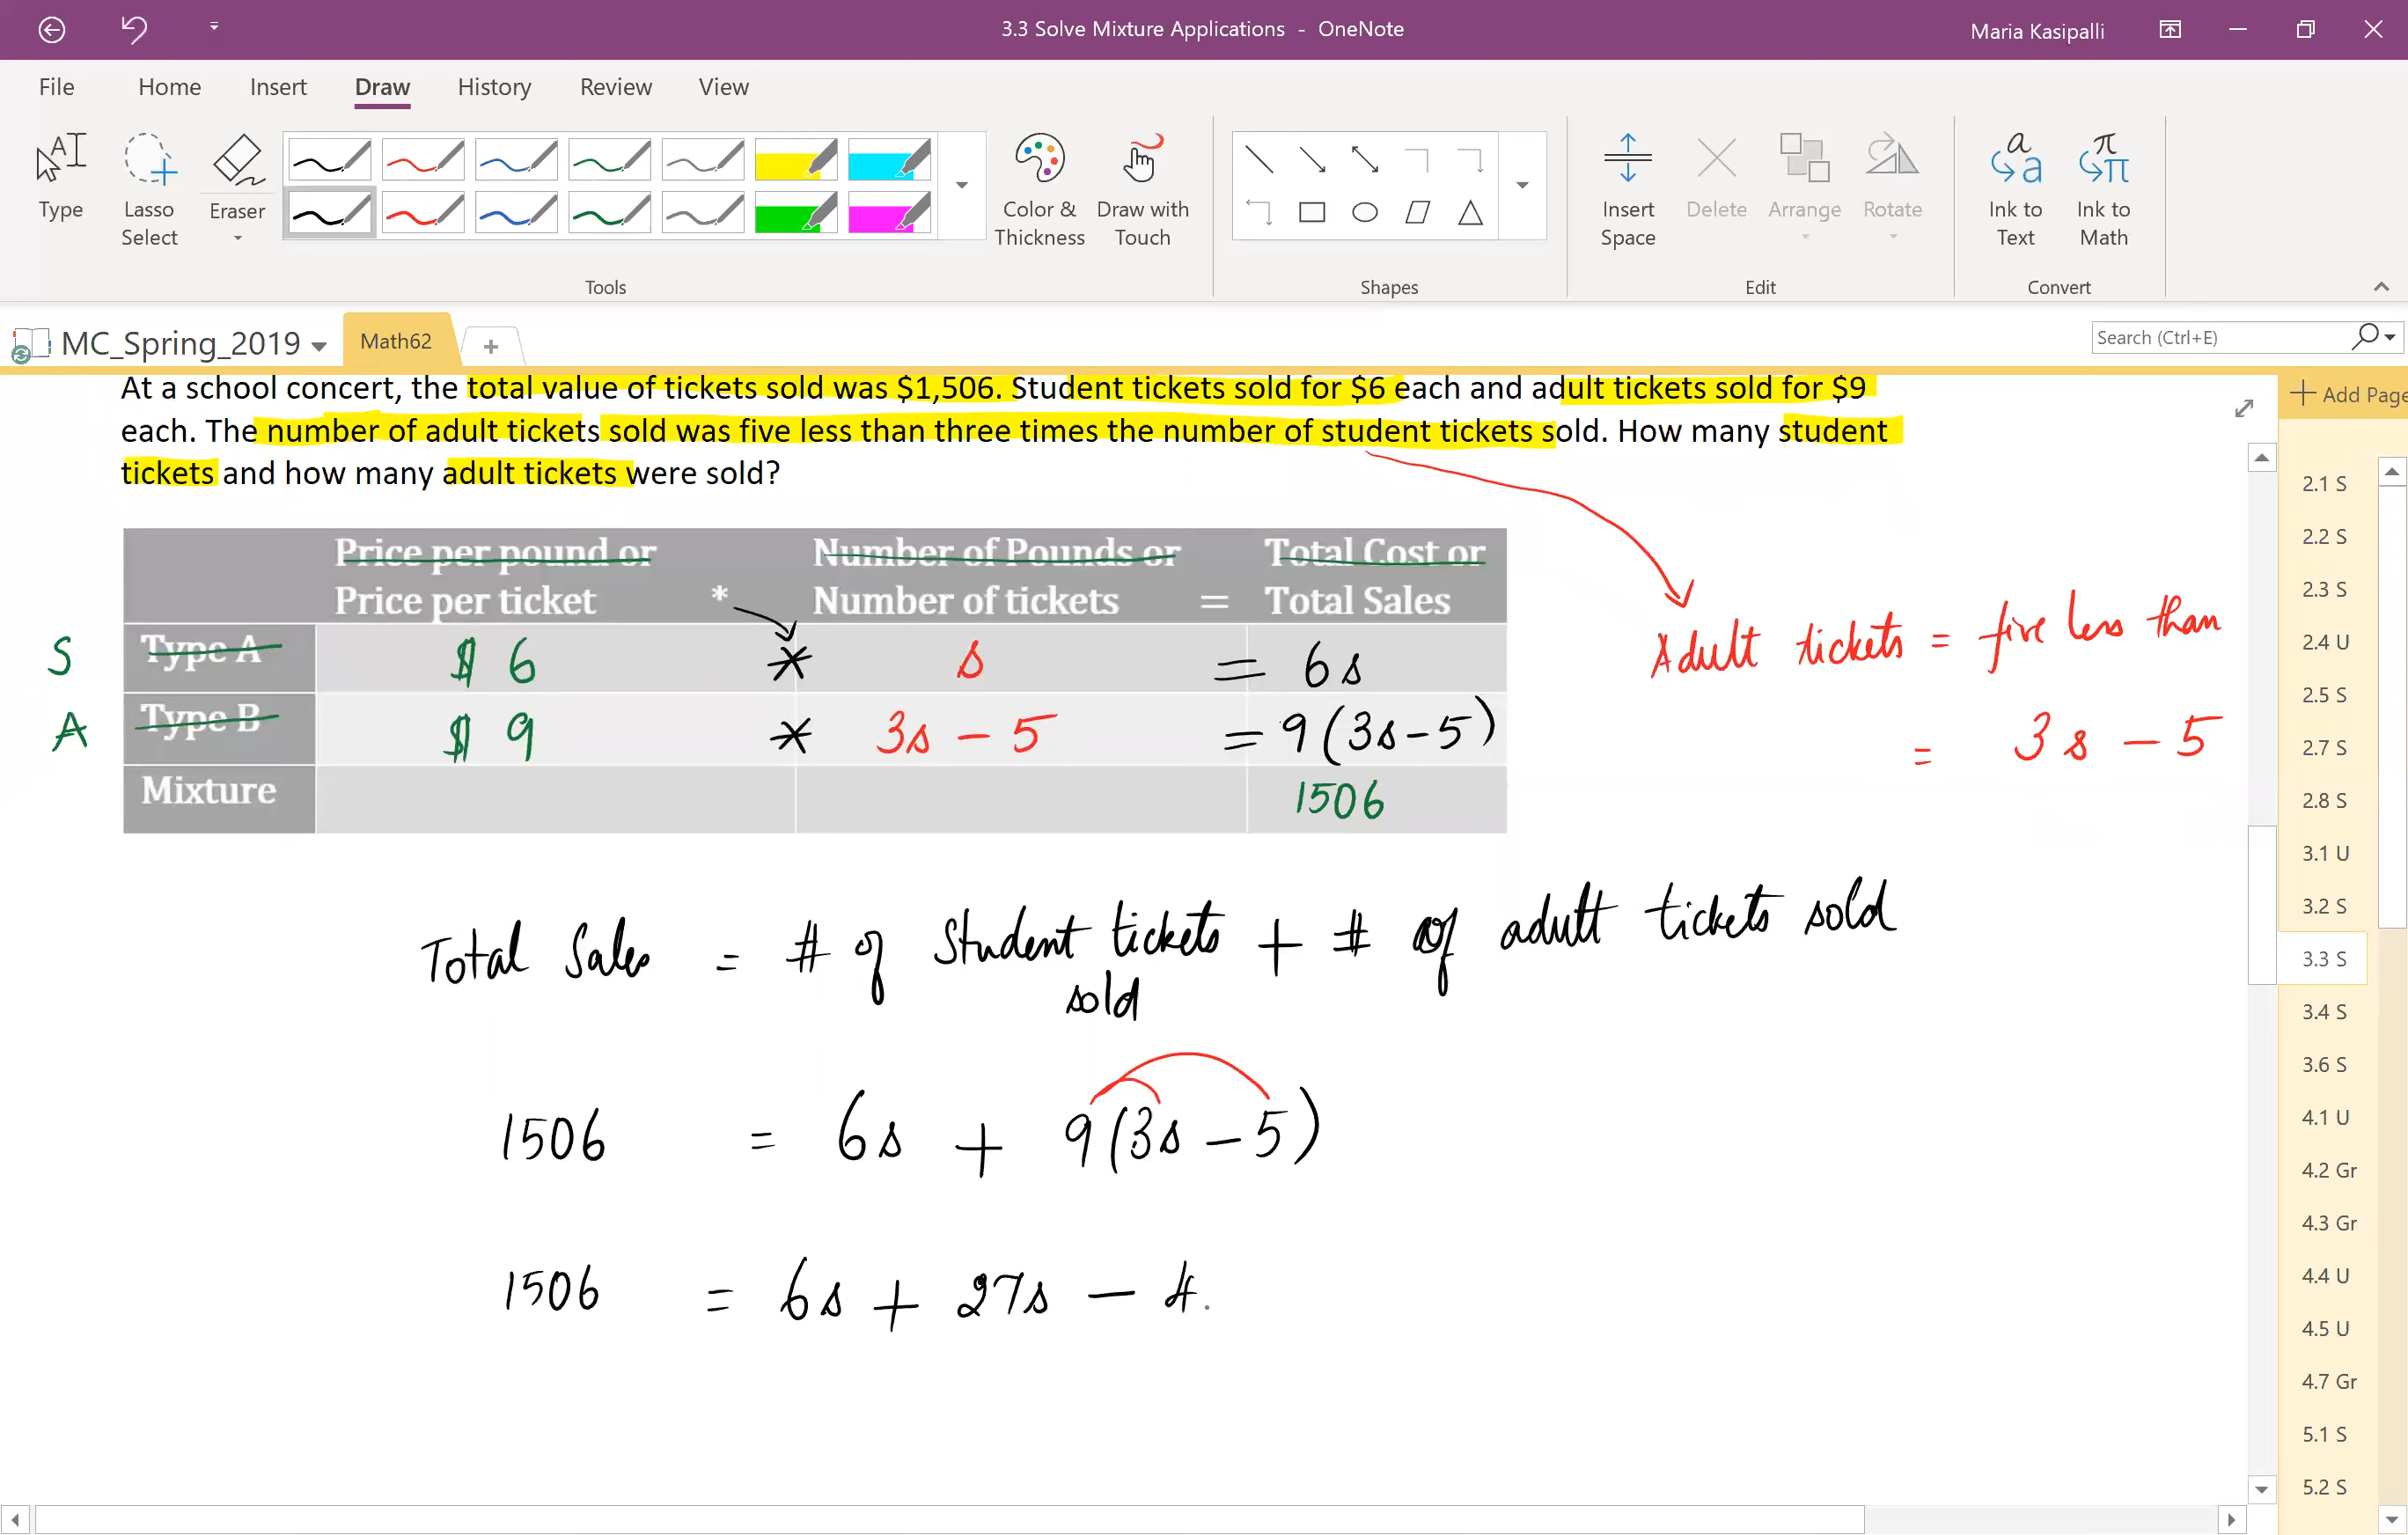 3.3 Solve Mixture Applications - OneNote
Maria Kasipalli
File Home Insert Draw History Review View
Type
Lasso Select
Eraser
Color & Thickness
Draw with Touch
Insert Space
Delete
Arrange
Rotate
Ink to Text
Ink to Math
Tools Shapes Edit Convert
MC_Spring_2019 Math62
Search (Ctrl+E)
Add Page
At a school concert, the total value of tickets sold was $1,506. Student tickets sold for $6 each and adult tickets sold for $9
each. The number of adult tickets sold was five less than three times the number of student tickets sold. How many student
tickets and how many adult tickets were sold?
Price per pound or Number of Pounds or Total Cost or
Price per ticket * Number of tickets = Total Sales
S Type A $ 6 * s = 6s
A Type B $ 9 * 3s - 5 = 9(3s-5)
Mixture 1506
Adult tickets = five less than
= 3s - 5
Total Sales = # of Student tickets + # of adult tickets sold
sold
1506 = 6s + 9(3s - 5)
1506 = 6s + 27s - 4
2.1 S
2.2 S
2.3 S
2.4 U
2.5 S
2.7 S
2.8 S
3.1 U
3.2 S
3.3 S
3.4 S
3.6 S
4.1 U
4.2 Gr
4.3 Gr
4.4 U
4.5 U
4.7 Gr
5.1 S
5.2 S